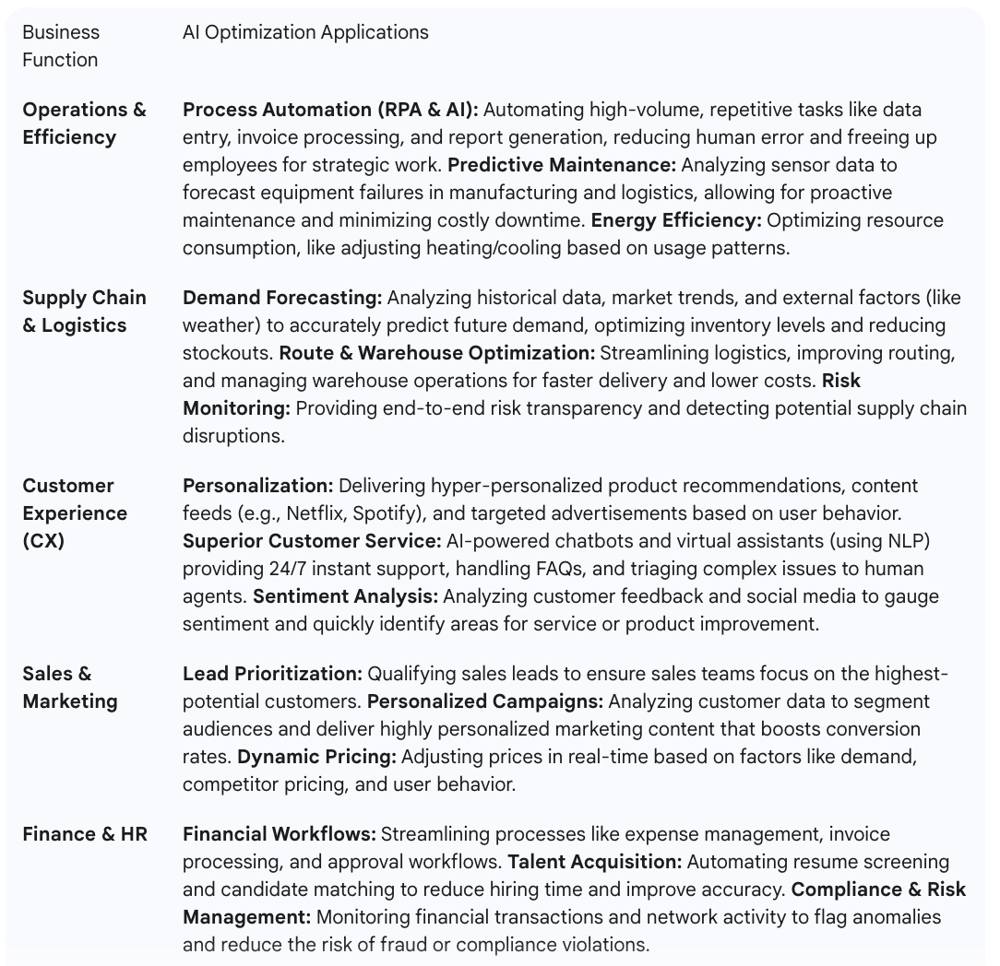 Business
Function
AI Optimization Applications
Operations &
Efficiency
Process Automation (RPA & AI): Automating high-volume, repetitive tasks like data
entry, invoice processing, and report generation, reducing human error and freeing up
employees for strategic work. Predictive Maintenance: Analyzing sensor data to
forecast equipment failures in manufacturing and logistics, allowing for proactive
maintenance and minimizing costly downtime. Energy Efficiency: Optimizing resource
consumption, like adjusting heating/cooling based on usage patterns.
Supply Chain
& Logistics
Demand Forecasting: Analyzing historical data, market trends, and external factors (like
weather) to accurately predict future demand, optimizing inventory levels and reducing
stockouts. Route & Warehouse Optimization: Streamlining logistics, improving routing,
and managing warehouse operations for faster delivery and lower costs. Risk
Monitoring: Providing end-to-end risk transparency and detecting potential supply chain
disruptions.
Customer
Experience
(CX)
Personalization: Delivering hyper-personalized product recommendations, content
feeds (e.g., Netflix, Spotify), and targeted advertisements based on user behavior.
Superior Customer Service: AI-powered chatbots and virtual assistants (using NLP)
providing 24/7 instant support, handling FAQs, and triaging complex issues to human
agents. Sentiment Analysis: Analyzing customer feedback and social media to gauge
sentiment and quickly identify areas for service or product improvement.
Sales &
Marketing
Lead Prioritization: Qualifying sales leads to ensure sales teams focus on the highest-
potential customers. Personalized Campaigns: Analyzing customer data to segment
audiences and deliver highly personalized marketing content that boosts conversion
rates. Dynamic Pricing: Adjusting prices in real-time based on factors like demand,
competitor pricing, and user behavior.
Finance & HR
Financial Workflows: Streamlining processes like expense management, invoice
processing, and approval workflows. Talent Acquisition: Automating resume screening
and candidate matching to reduce hiring time and improve accuracy. Compliance & Risk
Management: Monitoring financial transactions and network activity to flag anomalies
and reduce the risk of fraud or compliance violations.